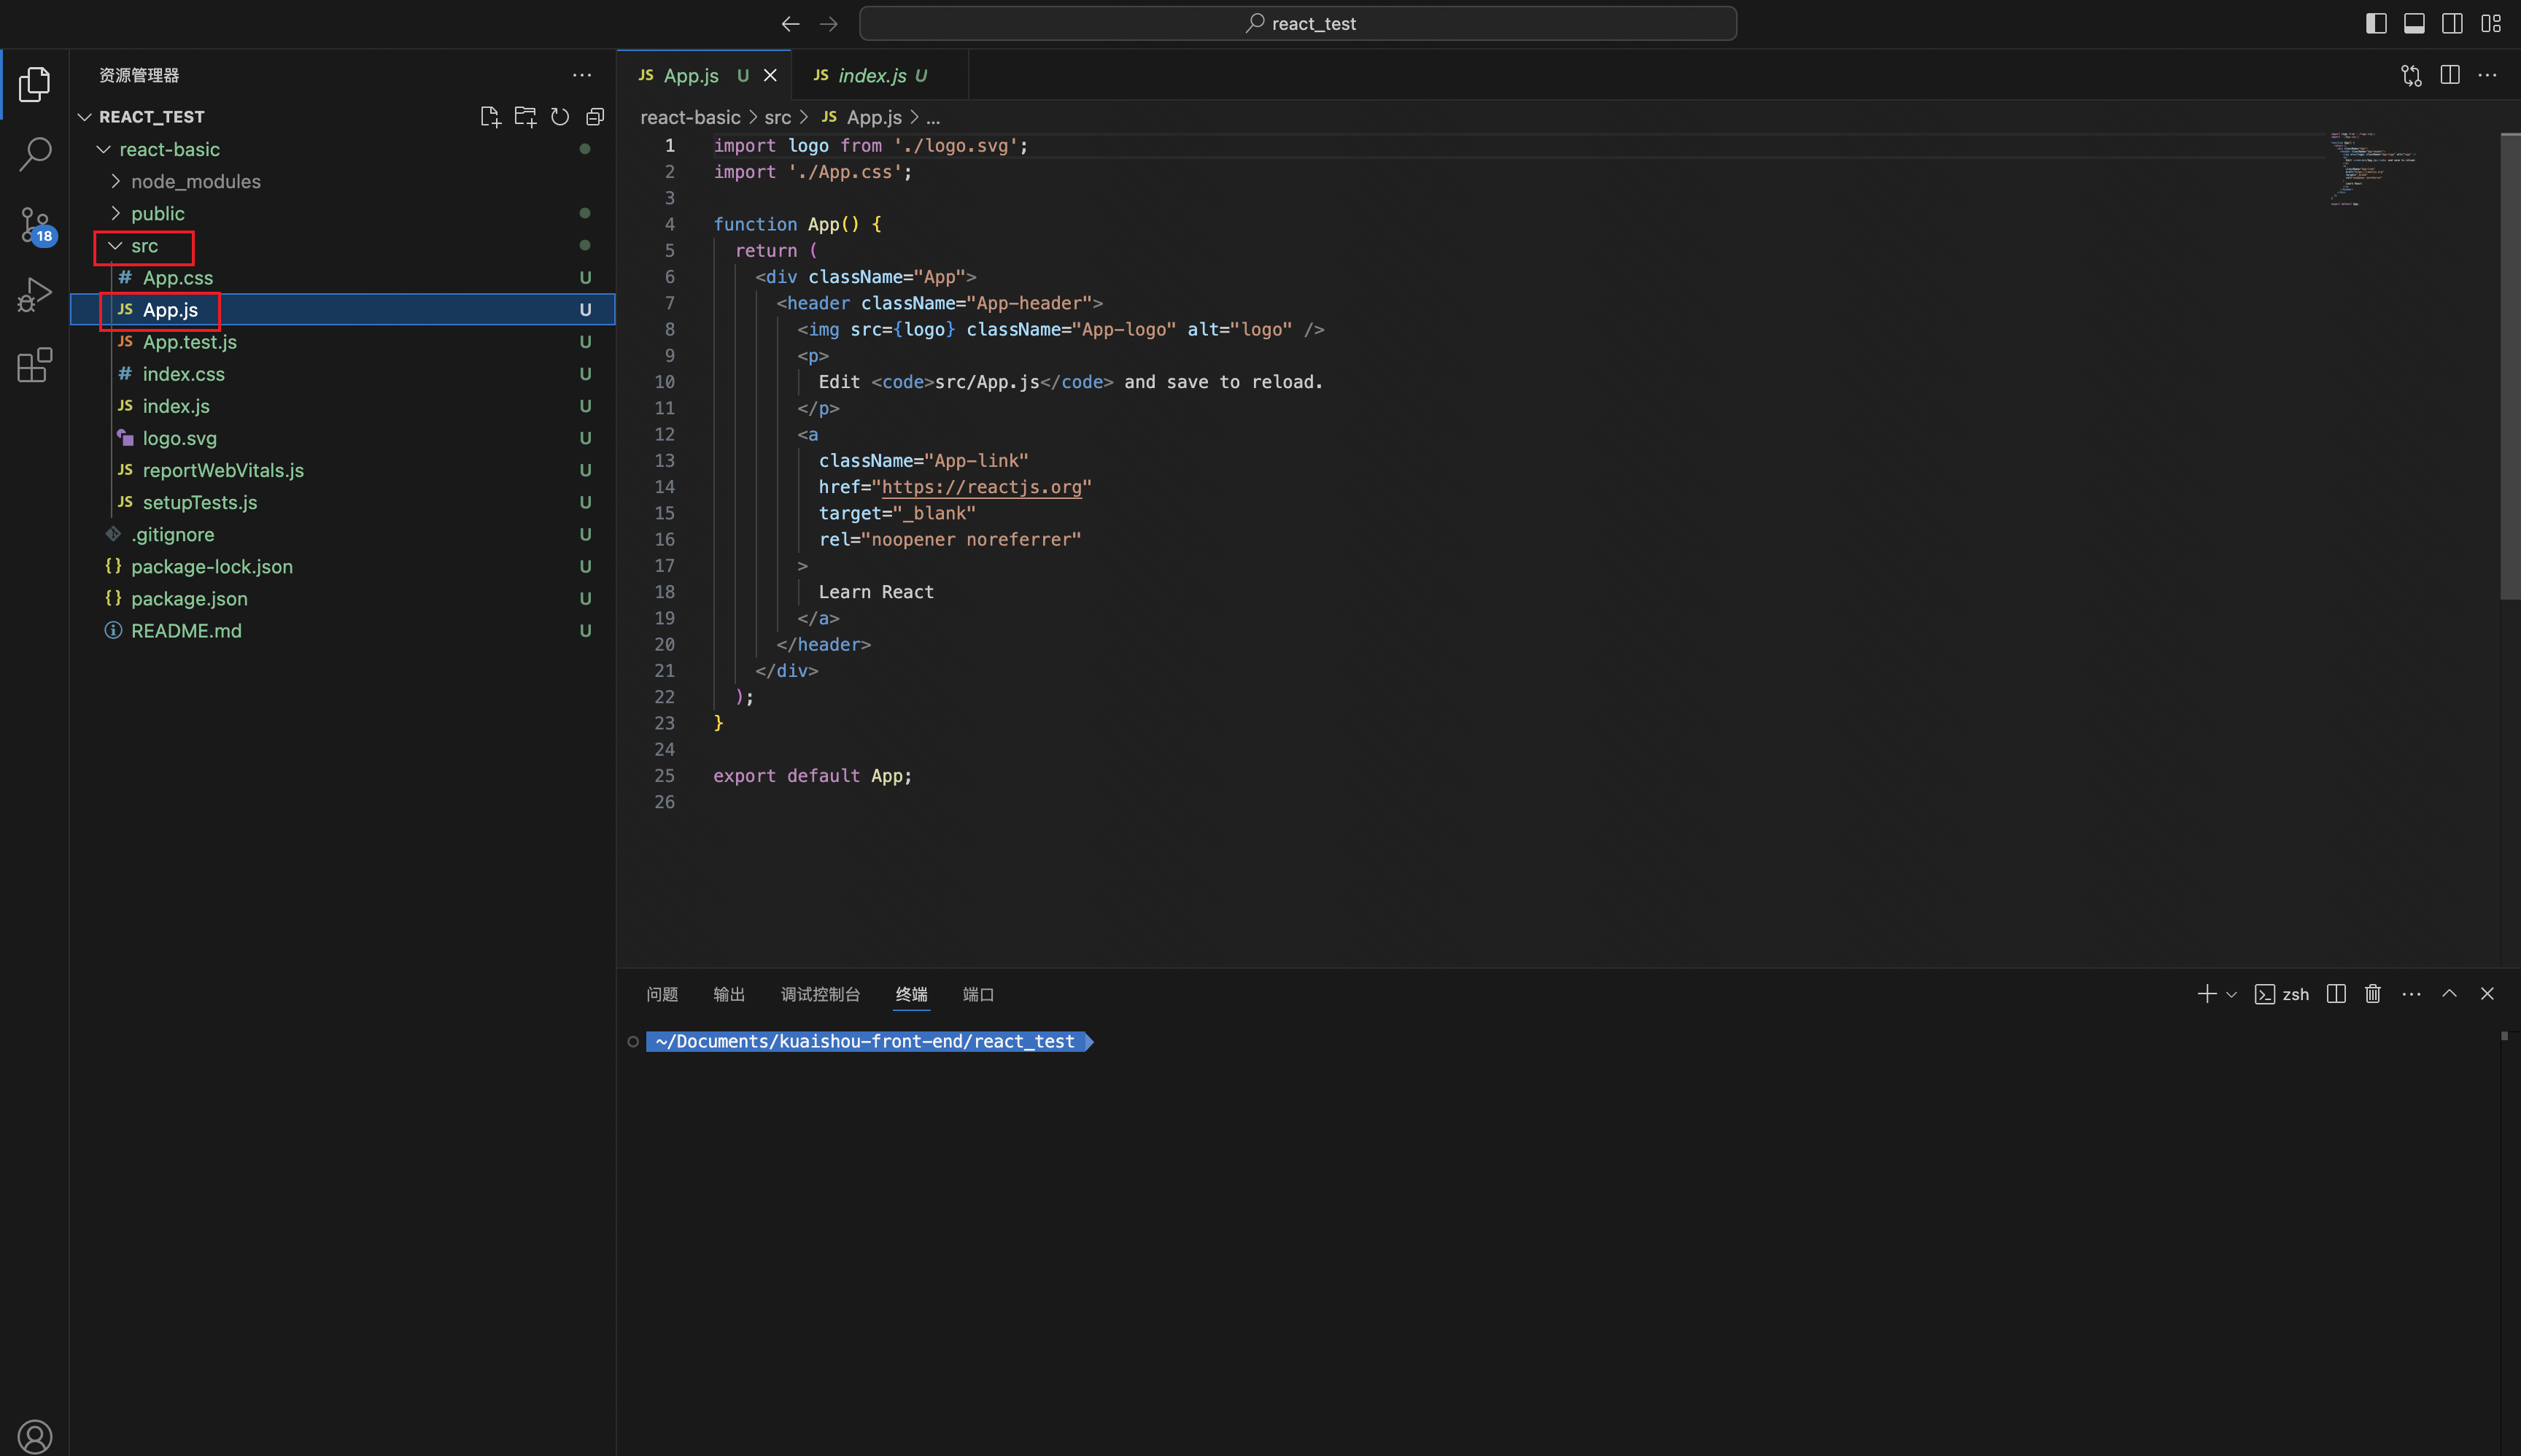 react_test
资源管理器
REACT_TEST
react-basic
node_modules
public
src
# App.css U
JS App.js U
JS App.test.js U
# index.css U
JS index.js U
logo.svg U
JS reportWebVitals.js U
JS setupTests.js U
.gitignore U
{} package-lock.json U
{} package.json U
README.md U
18
JS App.js U
JS index.js U
react-basic > src > JS App.js > ...
1 import logo from './logo.svg';
2 import './App.css';
3
4 function App() {
5 return (
6 <div className="App">
7 <header className="App-header">
8 <img src={logo} className="App-logo" alt="logo" />
9 <p>
10 Edit <code>src/App.js</code> and save to reload.
11 </p>
12 <a
13 className="App-link"
14 href="https://reactjs.org"
15 target="_blank"
16 rel="noopener noreferrer"
17 >
18 Learn React
19 </a>
20 </header>
21 </div>
22 );
23 }
24
25 export default App;
26
问题 输出 调试控制台 终端 端口
zsh
~/Documents/kuaishou-front-end/react_test